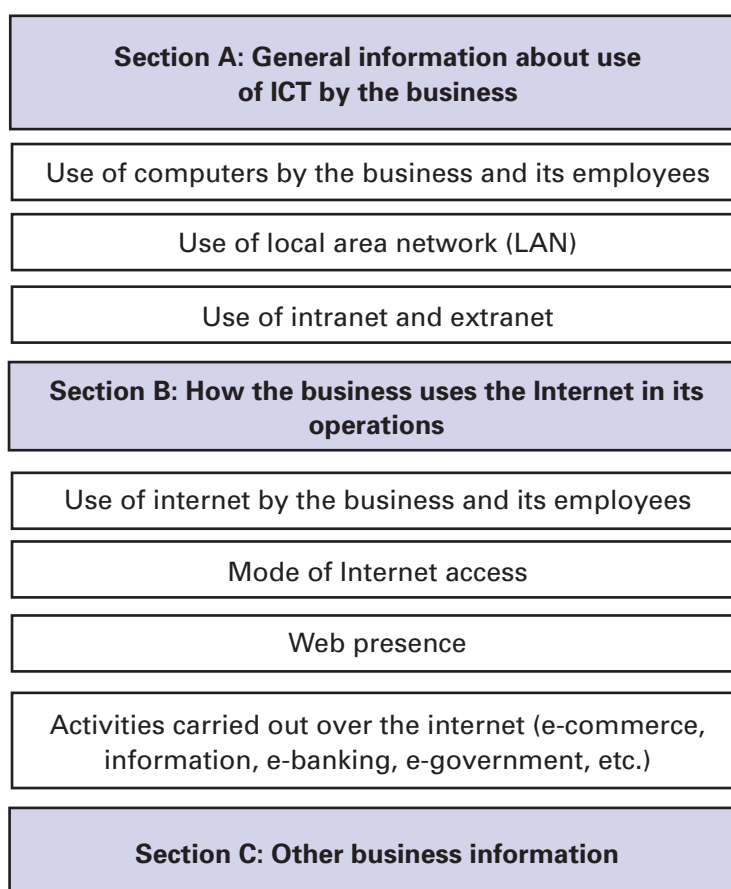 Section A: General information about use
of ICT by the business
Use of computers by the business and its employees
Use of local area network (LAN)
Use of intranet and extranet
Section B: How the business uses the Internet in its
operations
Use of internet by the business and its employees
Mode of Internet access
Web presence
Activities carried out over the internet (e-commerce,
information, e-banking, e-government, etc.)
Section C: Other business information